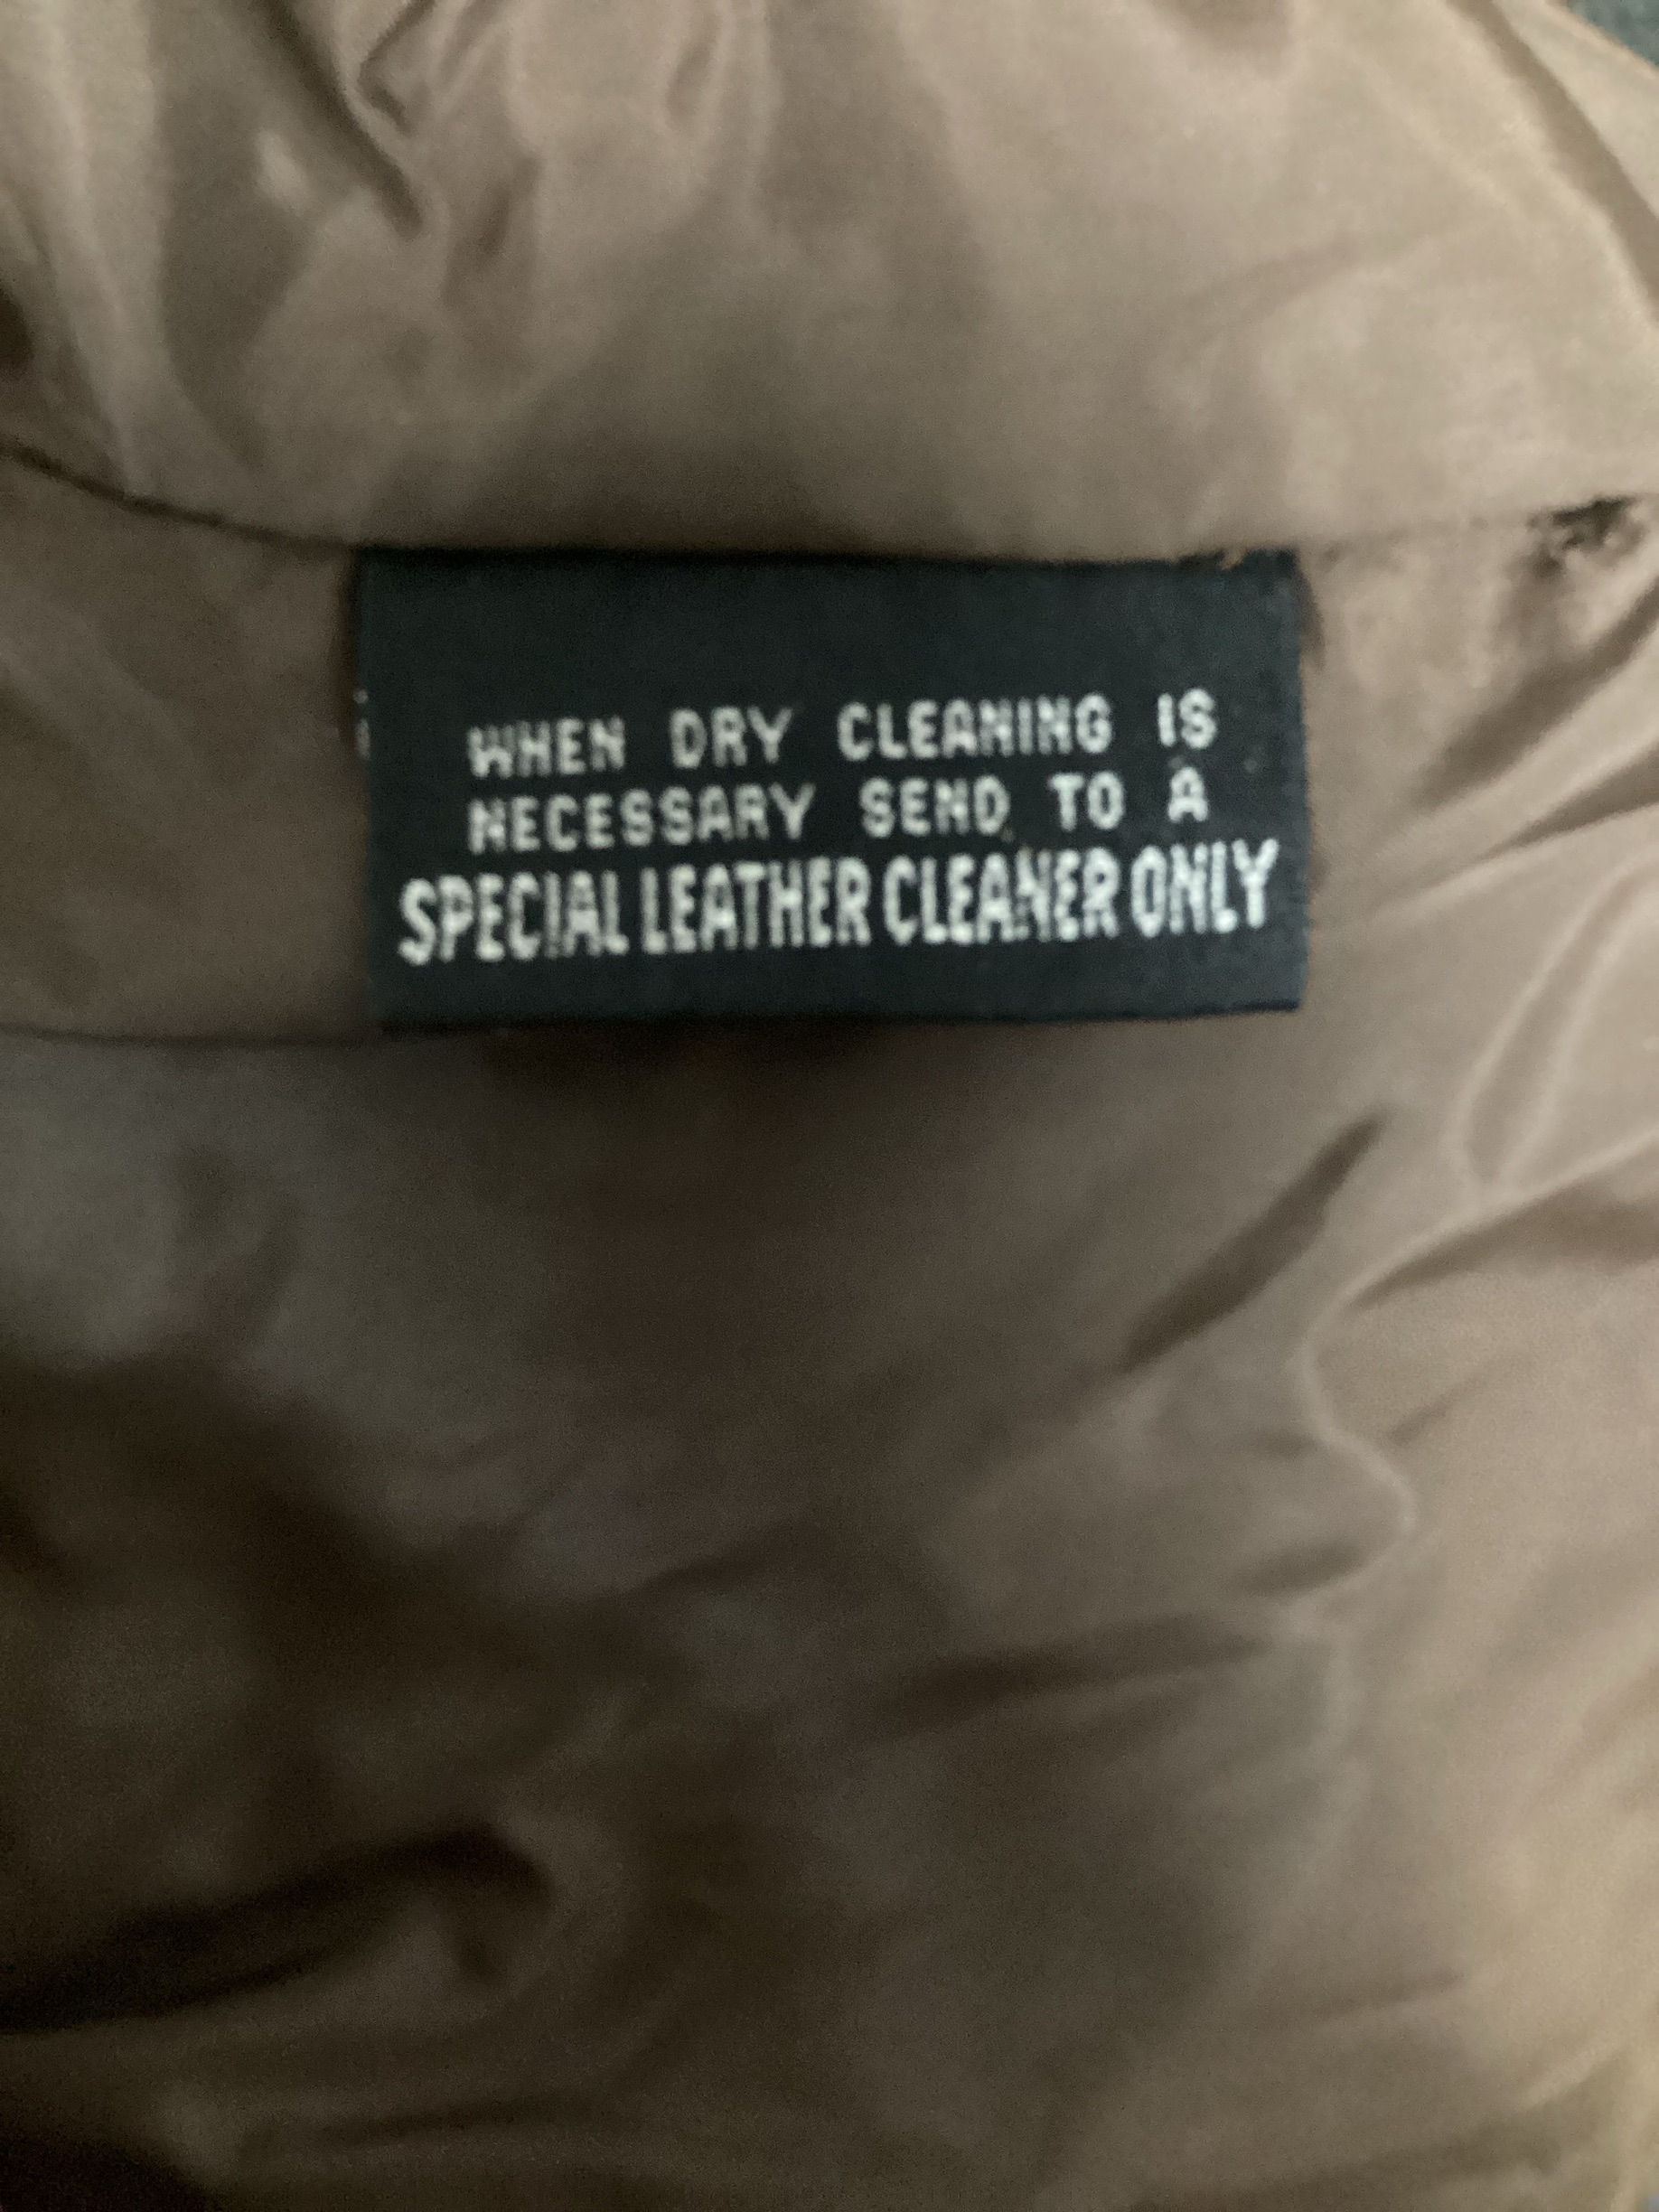 WHEN DRY CLEANING IS
NECESSARY SEND TO A
SPECIAL LEATHER CLEANER ONLY